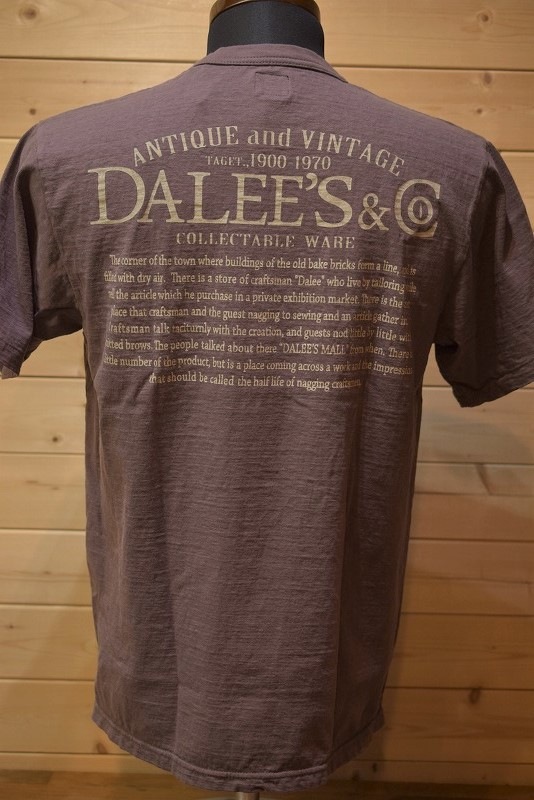 ANTIQUE and VINTAGE
TAGET.,1900-1970
DALEE'S & Co
COLLECTABLE WARE
The corner of the town where buildings of the old bake bricks form a line, is
filled with dry air. There is a store of craftsman "Dalee" who live by tailoring
the article which he purchase in a private exhibition market. There is the
place that craftsman and the guest nagging to sewing and an article gather in.
Craftsman talk taciturnly with the croation, and guests nod little by little with
brows. The people talked about there "DALEE'S MALL" from when. There
little number of the product, but is a place coming across a work and the impression
that should be called the half life of nagging craftsman.